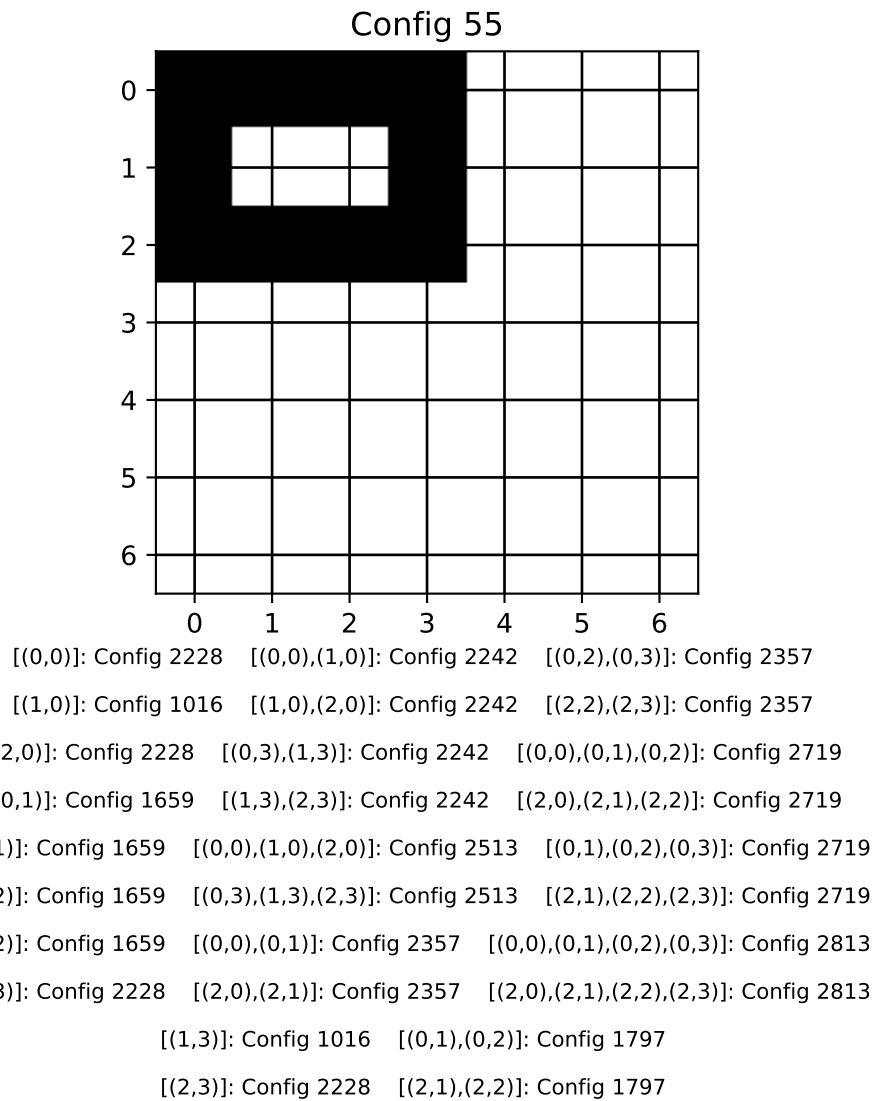 Config 55
0
1
2
3
4
5
6
0 1 2 3 4 5 6
[(0,0)]: Config 2228 [(0,0),(1,0)]: Config 2242 [(0,2),(0,3)]: Config 2357
[(1,0)]: Config 1016 [(1,0),(2,0)]: Config 2242 [(2,2),(2,3)]: Config 2357
2,0)]: Config 2228 [(0,3),(1,3)]: Config 2242 [(0,0),(0,1),(0,2)]: Config 2719
0,1)]: Config 1659 [(1,3),(2,3)]: Config 2242 [(2,0),(2,1),(2,2)]: Config 2719
)]: Config 1659 [(0,0),(1,0),(2,0)]: Config 2513 [(0,1),(0,2),(0,3)]: Config 2719
2)]: Config 1659 [(0,3),(1,3),(2,3)]: Config 2513 [(2,1),(2,2),(2,3)]: Config 2719
2)]: Config 1659 [(0,0),(0,1)]: Config 2357 [(0,0),(0,1),(0,2),(0,3)]: Config 2813
3)]: Config 2228 [(2,0),(2,1)]: Config 2357 [(2,0),(2,1),(2,2),(2,3)]: Config 2813
[(1,3)]: Config 1016 [(0,1),(0,2)]: Config 1797
[(2,3)]: Config 2228 [(2,1),(2,2)]: Config 1797